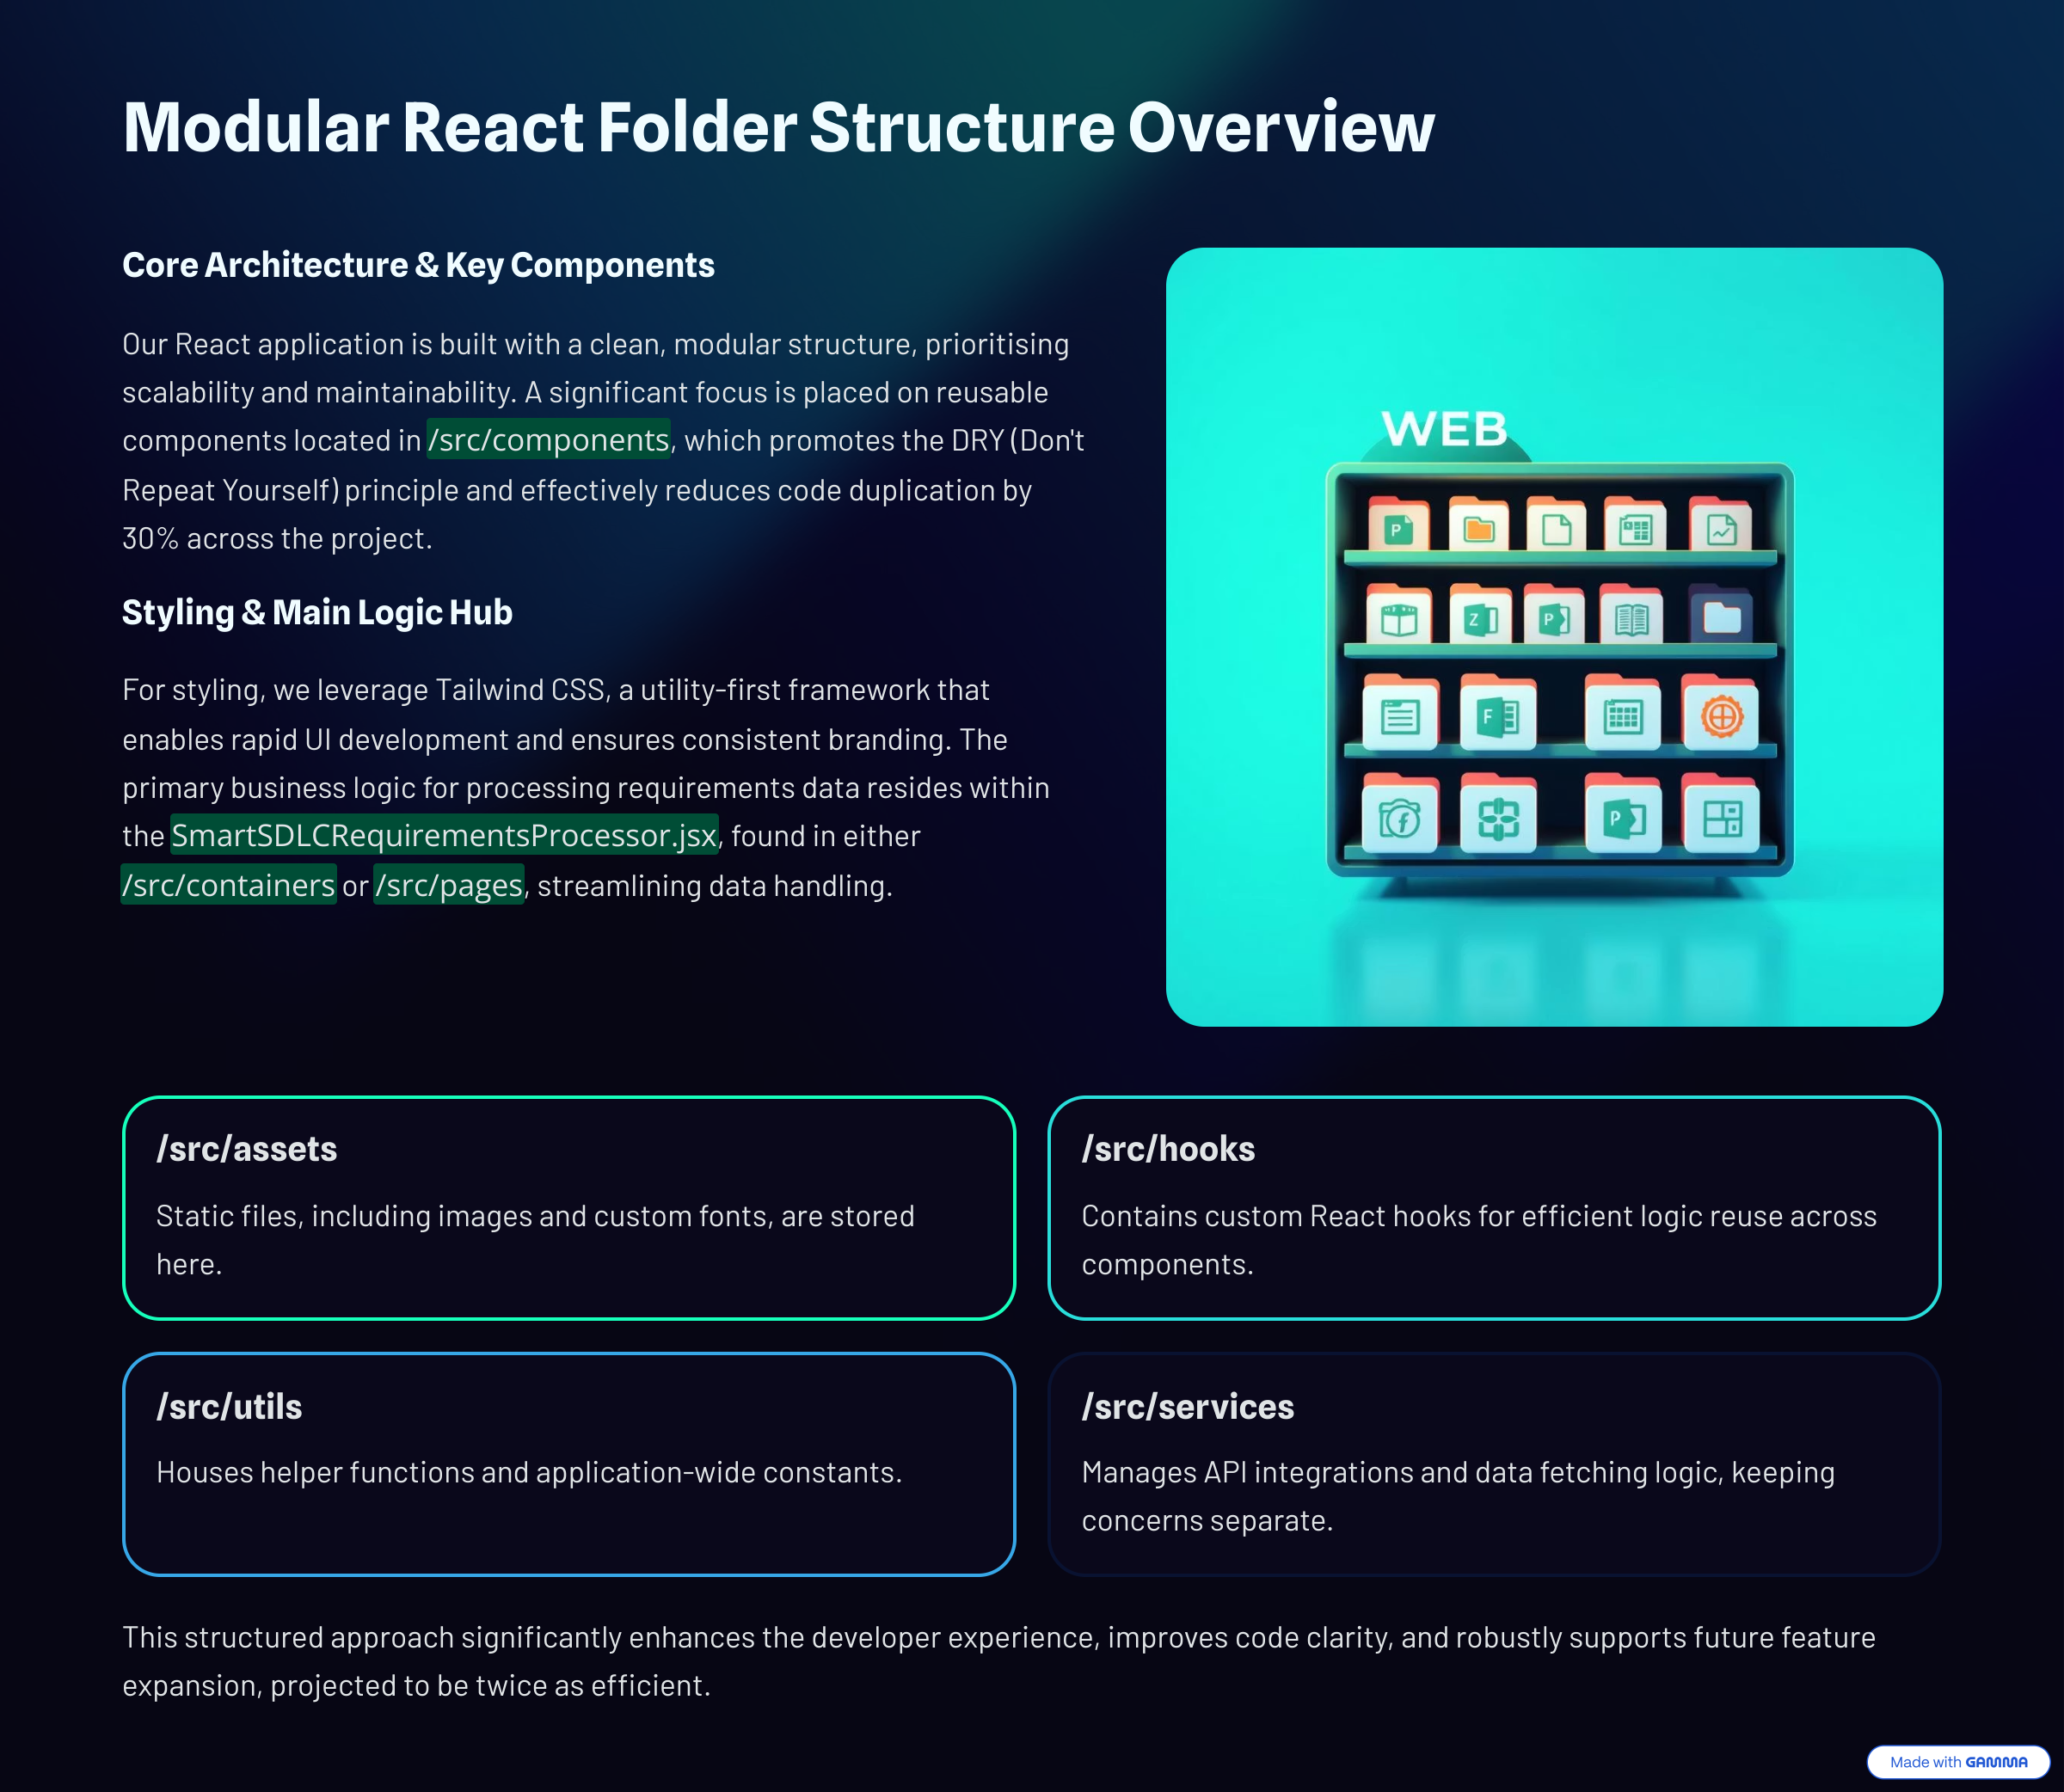 Modular React Folder Structure Overview
Core Architecture & Key Components
Our React application is built with a clean, modular structure, prioritising
scalability and maintainability. A significant focus is placed on reusable
components located in /src/components, which promotes the DRY (Don't
Repeat Yourself) principle and effectively reduces code duplication by
30% across the project.
Styling & Main Logic Hub
For styling, we leverage Tailwind CSS, a utility-first framework that
enables rapid UI development and ensures consistent branding. The
primary business logic for processing requirements data resides within
the SmartSDLCRequirementsProcessor.jsx, found in either
/src/containers or /src/pages, streamlining data handling.
WEB
P
Z
P
F
f
P
/src/assets
Static files, including images and custom fonts, are stored
here.
/src/hooks
Contains custom React hooks for efficient logic reuse across
components.
/src/utils
Houses helper functions and application-wide constants.
/src/services
Manages API integrations and data fetching logic, keeping
concerns separate.
This structured approach significantly enhances the developer experience, improves code clarity, and robustly supports future feature
expansion, projected to be twice as efficient.
Made with GAMMA